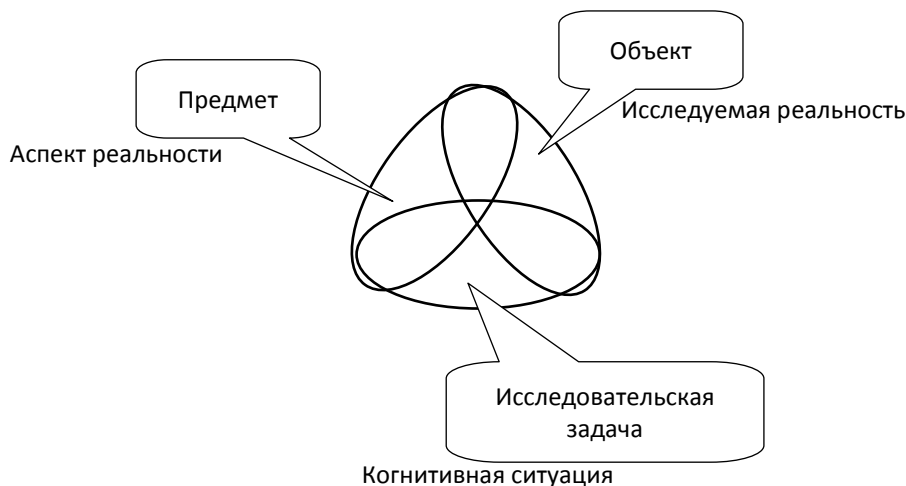 Объект
Предмет
Исследуемая реальность
Аспект реальности
Исследовательская
задача
Когнитивная ситуация